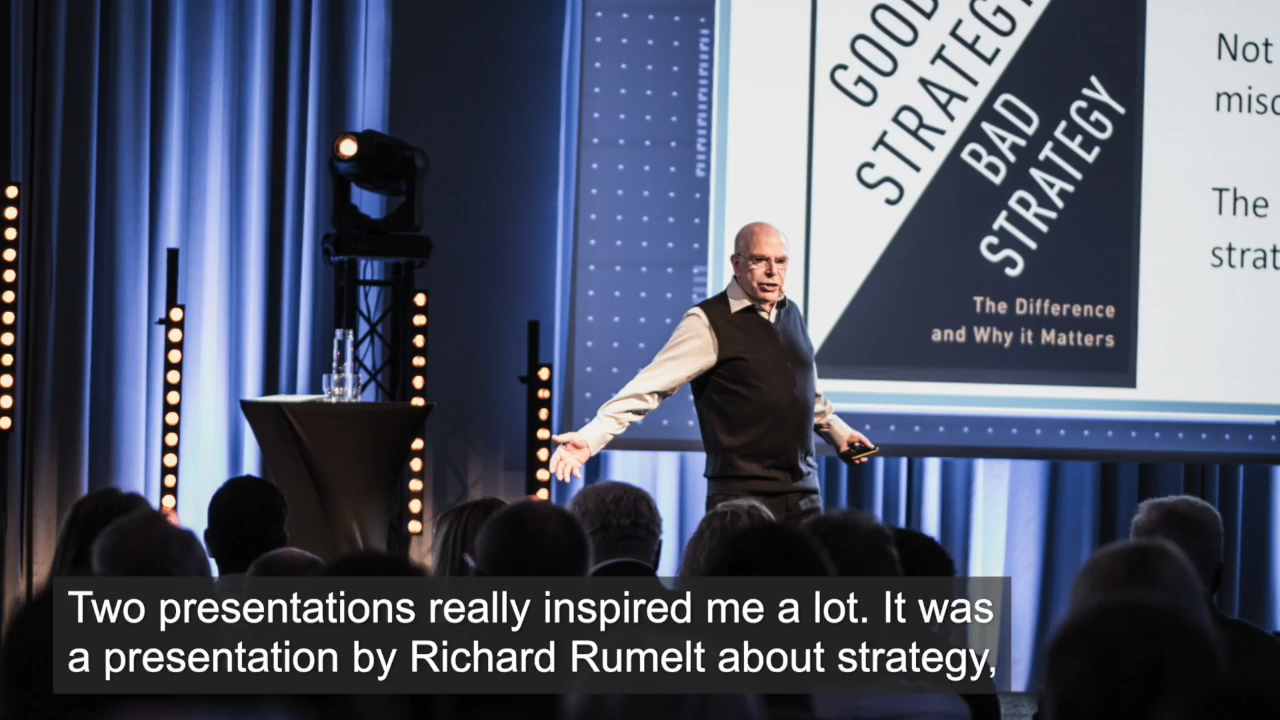 GOOD
STRATEGY
BAD
STRATEGY
The Difference
and Why it Matters
Not
The
Two presentations really inspired me a lot. It was
a presentation by Richard Rumelt about strategy,